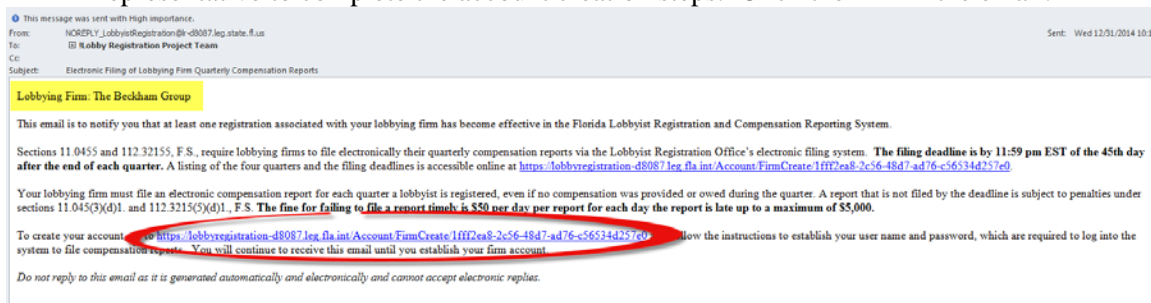 This message was sent with High importance.
From: NOREPLY_LobbyistRegistration@lr-d8087.leg.state.fl.us Sent: Wed 12/31/2014 10:1
To: !Lobby Registration Project Team
Cc:
Subject: Electronic Filing of Lobbying Firm Quarterly Compensation Reports
Lobbying Firm: The Beckham Group
This email is to notify you that at least one registration associated with your lobbying firm has become effective in the Florida Lobbyist Registration and Compensation Reporting System.
Sections 11.0455 and 112.32155, F.S., require lobbying firms to file electronically their quarterly compensation reports via the Lobbyist Registration Office's electronic filing system. The filing deadline is by 11:59 pm EST of the 45th day
after the end of each quarter. A listing of the four quarters and the filing deadlines is accessible online at https://lobbyregistration-d8087.leg.fla.int/Account/FirmCreate/1fff2ea8-2c56-48d7-ad76-c56534d257e0.
Your lobbying firm must file an electronic compensation report for each quarter a lobbyist is registered, even if no compensation was provided or owed during the quarter. A report that is not filed by the deadline is subject to penalties under
sections 11.045(3)(d)1. and 112.3215(5)(d)1., F.S. The fine for failing to file a report timely is $50 per day per report for each day the report is late up to a maximum of $5,000.
To create your account https://lobbyregistration-d8087.leg.fla.int/Account/FirmCreate/1fff2ea8-2c56-48d7-ad76-c56534d257e0 the instructions to establish your user name and password, which are required to log into the
system to file compensation reports. You will continue to receive this email until you establish your firm account.
Do not reply to this email as it is generated automatically and electronically and cannot accept electronic replies.